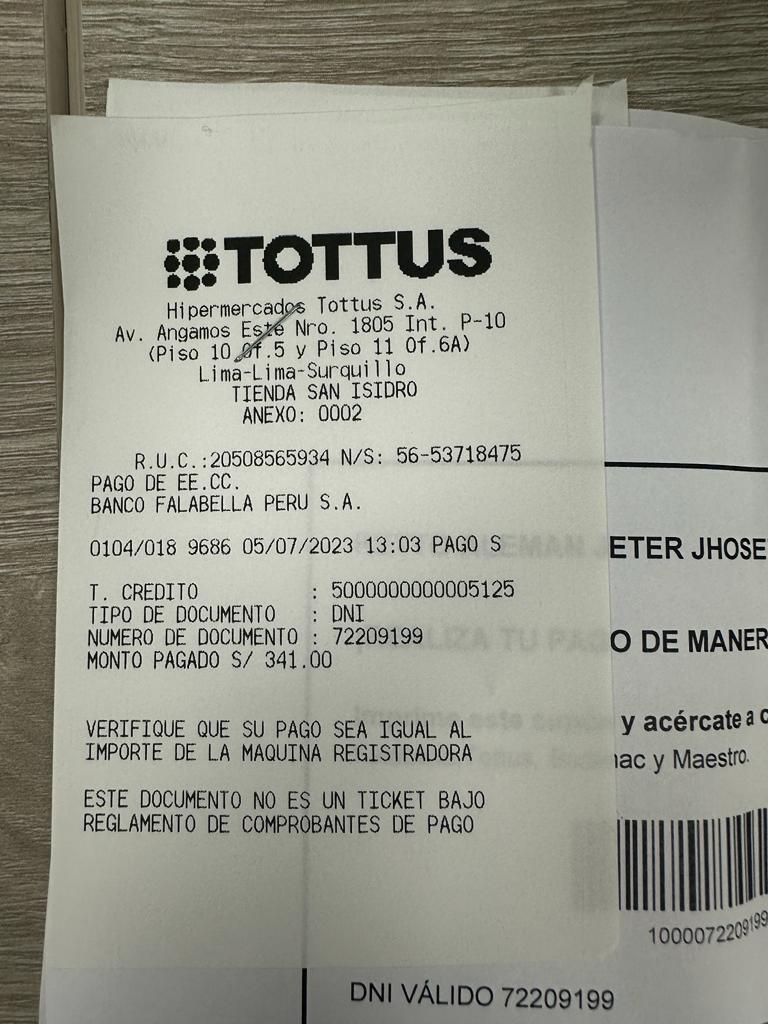 TOTTUS
Hipermercados Tottus S.A.
Av. Angamos Este Nro. 1805 Int. P-10
(Piso 10 Of.5 y Piso 11 Of.6A)
Lima-Lima-Surquillo
TIENDA SAN ISIDRO
ANEXO: 0002
R.U.C.:20508565934 N/S: 56-53718475
PAGO DE EE.CC.
BANCO FALABELLA PERU S.A.
0104/018 9686 05/07/2023 13:03 PAGO S
T. CREDITO : 5000000000005125
TIPO DE DOCUMENTO : DNI
NUMERO DE DOCUMENTO : 72209199
MONTO PAGADO S/ 341.00
VERIFIQUE QUE SU PAGO SEA IGUAL AL
IMPORTE DE LA MAQUINA REGISTRADORA
ESTE DOCUMENTO NO ES UN TICKET BAJO
REGLAMENTO DE COMPROBANTES DE PAGO
JETER JHOSE
O DE MANER
y acércate a c
nac y Maestro.
1000072209199
DNI VÁLIDO 72209199